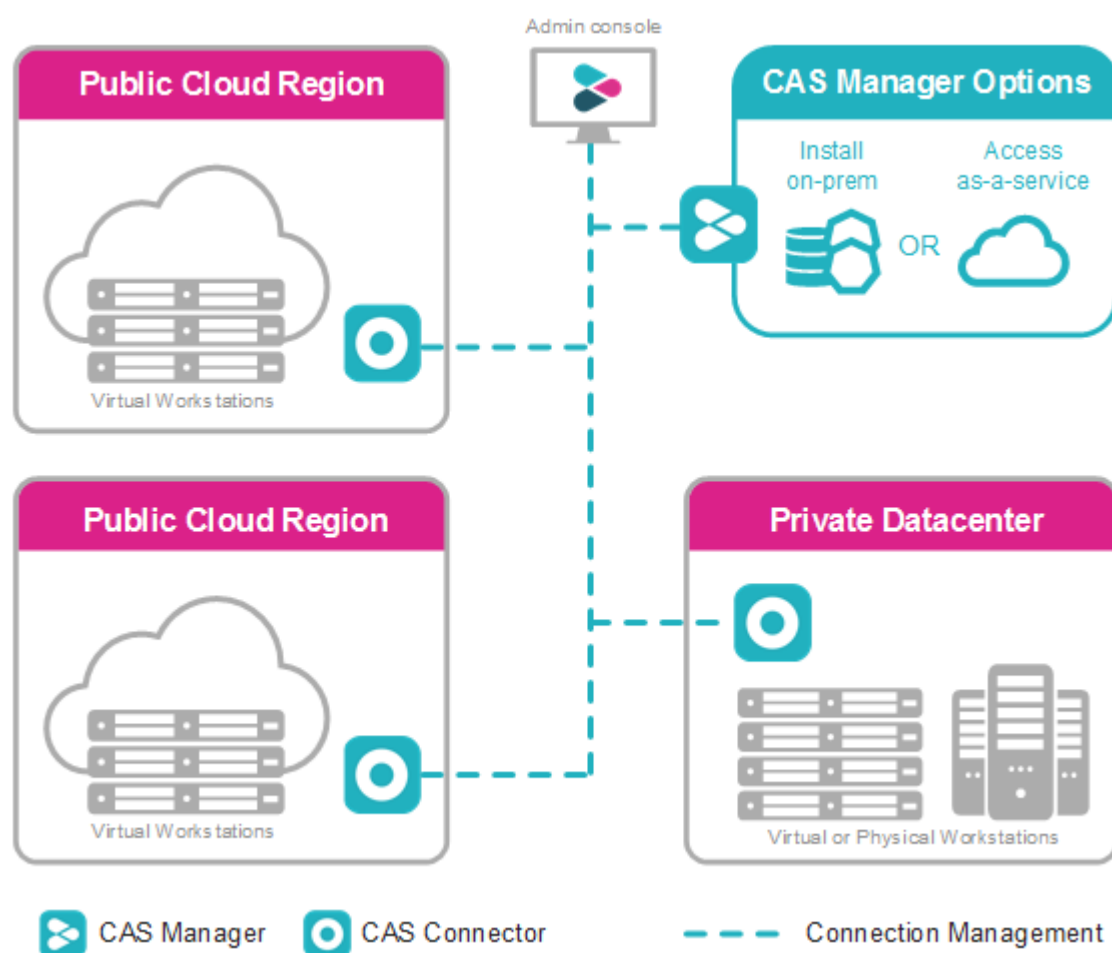 Admin console
Public Cloud Region
CAS Manager Options
Install
on-prem
Access
as-a-service
OR
Virtual Workstations
Public Cloud Region
Private Datacenter
Virtual Workstations
Virtual or Physical Workstations
CAS Manager
CAS Connector
Connection Management